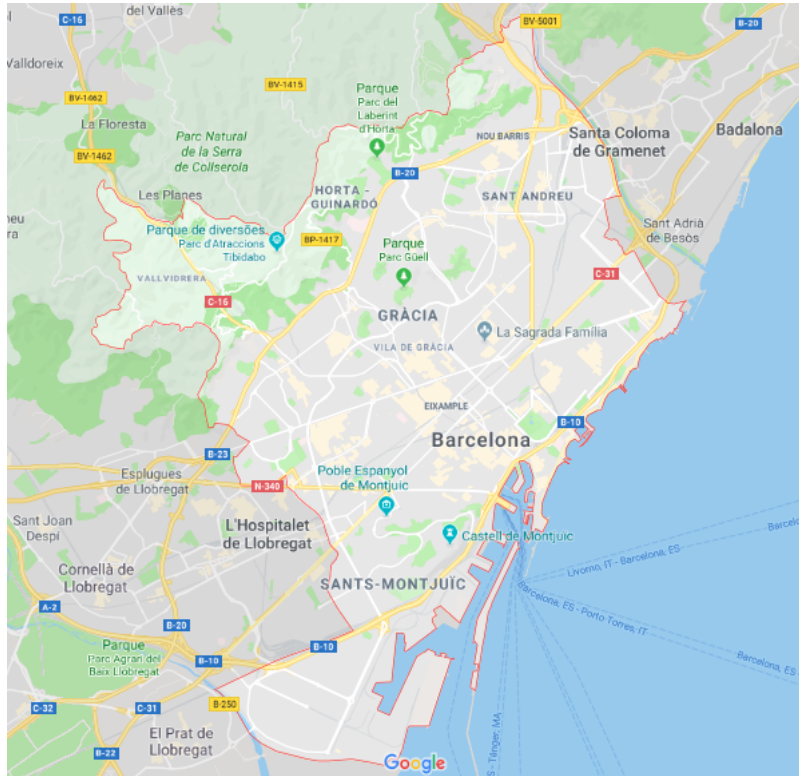 C-16
del Vallès
BV-5001
B-20
Valldoreix
BV-1462
BV-1415
Parque
Parc del
Laberint
d'Horta
La Floresta
Parc Natural
de la Serra
de Collserola
NOU BARRIS
Santa Coloma
de Gramenet
Badalona
BV-1462
B-20
Les Planes
HORTA -
GUINARDÓ
SANT ANDREU
Sant Adrià
de Besòs
Parque de diversões
Parc d'Atraccions
Tibidabo
BP-1417
Parque
Parc Güell
VALLVIDRERA
C-31
C-16
GRÀCIA
La Sagrada Família
VILA DE GRÀCIA
EIXAMPLE
B-10
Barcelona
B-23
Esplugues
de Llobregat
Poble Espanyol
de Montjuic
N-340
Sant Joan
Despí
L'Hospitalet
de Llobregat
Castell de Montjuïc
Barcelo
Livorno, IT - Barcelona, ES
Cornellà de
Llobregat
SANTS-MONTJUÏC
Barcelona, ES - Porto Torres, IT
A-2
B-20
Parque
Parc Agrari del
Baix Llobregat
B-10
B-10
Barcelona, ES
C-32
C-31
B-250
El Prat de
Llobregat
B-22
S - Tânger, MA
Google